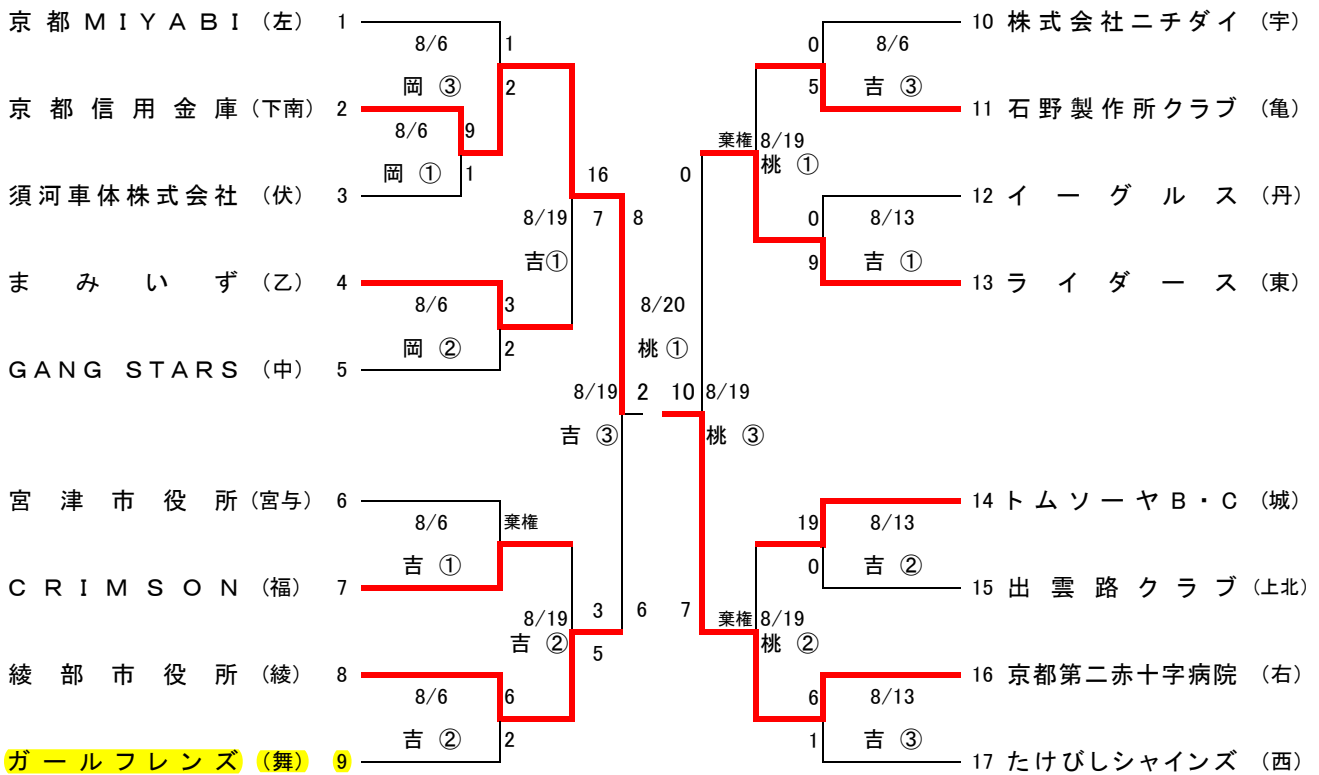 京都MIYABI（左） 1
8/6 1
岡 ③ 2
京都信用金庫（下南） 2
8/6 9
岡 ① 1
須河車体株式会社（伏） 3
16
8/19 7 8
吉①
まみいず（乙） 4
8/6 3
岡 ② 2
GANG STARS（中） 5
8/20
桃 ①
8/19 2 10 8/19
吉 ③ 桃 ③
宮津市役所（宮与） 6
8/6 棄権
吉 ①
CRIMSON（福） 7
8/19 3 6
吉 ② 5
綾部市役所（綾） 8
8/6 6
吉 ② 2
ガールフレンズ（舞） 9
10 株式会社ニチダイ（宇）
0 8/6
5 吉 ③
11 石野製作所クラブ（亀）
棄権 8/19
0 桃 ①
12 イーグルス（丹）
0 8/13
9 吉 ①
13 ライダース（東）
14 トムソーヤB・C（城）
19 8/13
0 吉 ②
15 出雲路クラブ（上北）
7 棄権 8/19
桃 ②
16 京都第二赤十字病院（右）
6 8/13
1 吉 ③
17 たけびしシャインズ（西）